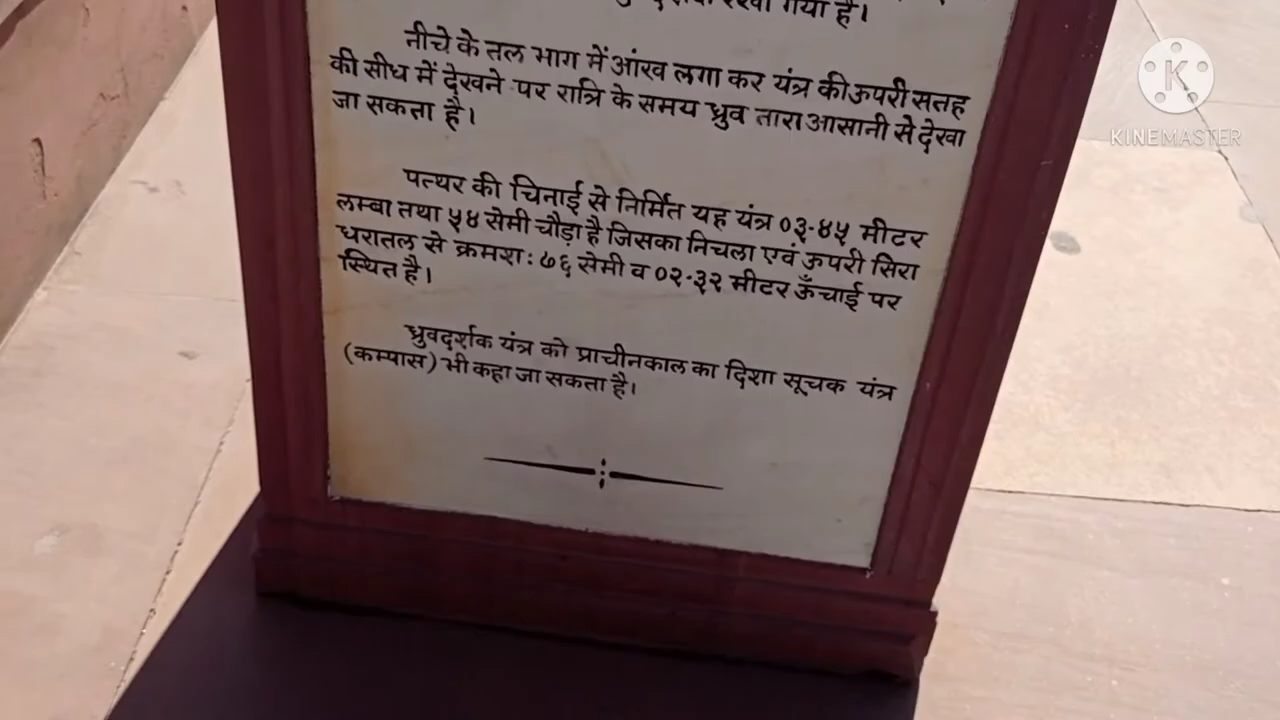 गया है।
नीचे के तल भाग में आंख लगा कर यंत्र की ऊपरी सतह
की सीध में देखने पर रात्रि के समय ध्रुव तारा आसानी से देखा
जा सकता है।
पत्थर की चिनाई से निर्मित यह यंत्र ०३.४५ मीटर
लम्बा तथा ५४ सेमी चौड़ा है जिसका निचला एवं ऊपरी सिरा
धरातल से क्रमश: ७६ सेमी व ०२.३२ मीटर ऊँचाई पर
स्थित है।
ध्रुवदर्शक यंत्र को प्राचीनकाल का दिशा सूचक यंत्र
(कम्पास) भी कहा जा सकता है।
K
KINEMASTER